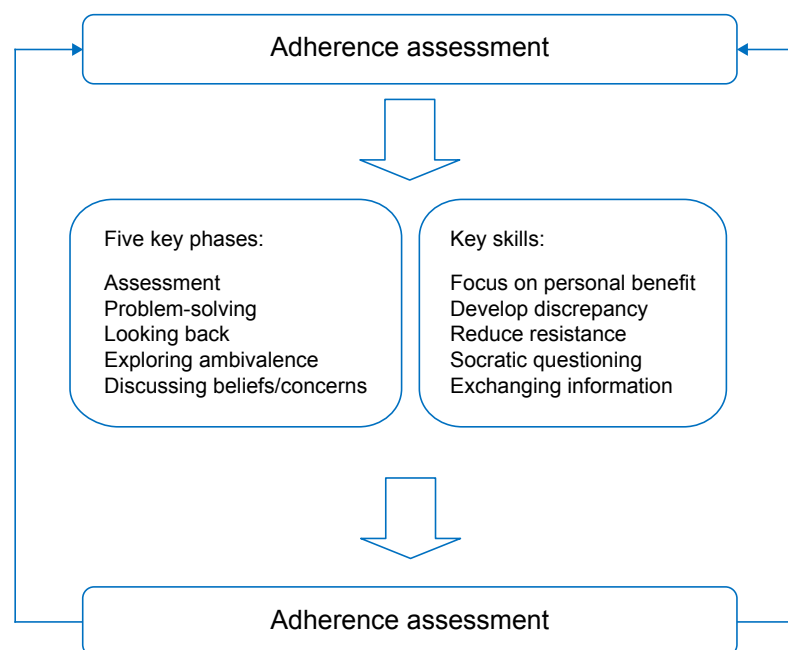 Adherence assessment
Five key phases:
Assessment
Problem-solving
Looking back
Exploring ambivalence
Discussing beliefs/concerns
Key skills:
Focus on personal benefit
Develop discrepancy
Reduce resistance
Socratic questioning
Exchanging information
Adherence assessment